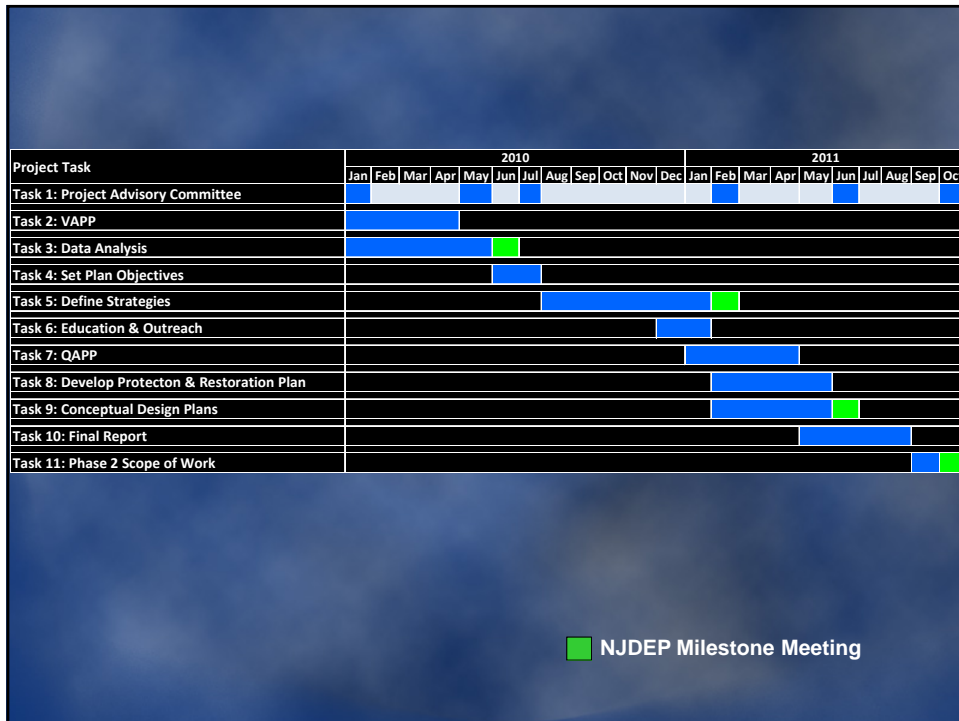 Project Task
2010 2011
Jan Feb Mar Apr May Jun Jul Aug Sep Oct Nov Dec Jan Feb Mar Apr May Jun Jul Aug Sep Oct
Task 1: Project Advisory Committee
Task 2: VAPP
Task 3: Data Analysis
Task 4: Set Plan Objectives
Task 5: Define Strategies
Task 6: Education & Outreach
Task 7: QAPP
Task 8: Develop Protecton & Restoration Plan
Task 9: Conceptual Design Plans
Task 10: Final Report
Task 11: Phase 2 Scope of Work
NJDEP Milestone Meeting